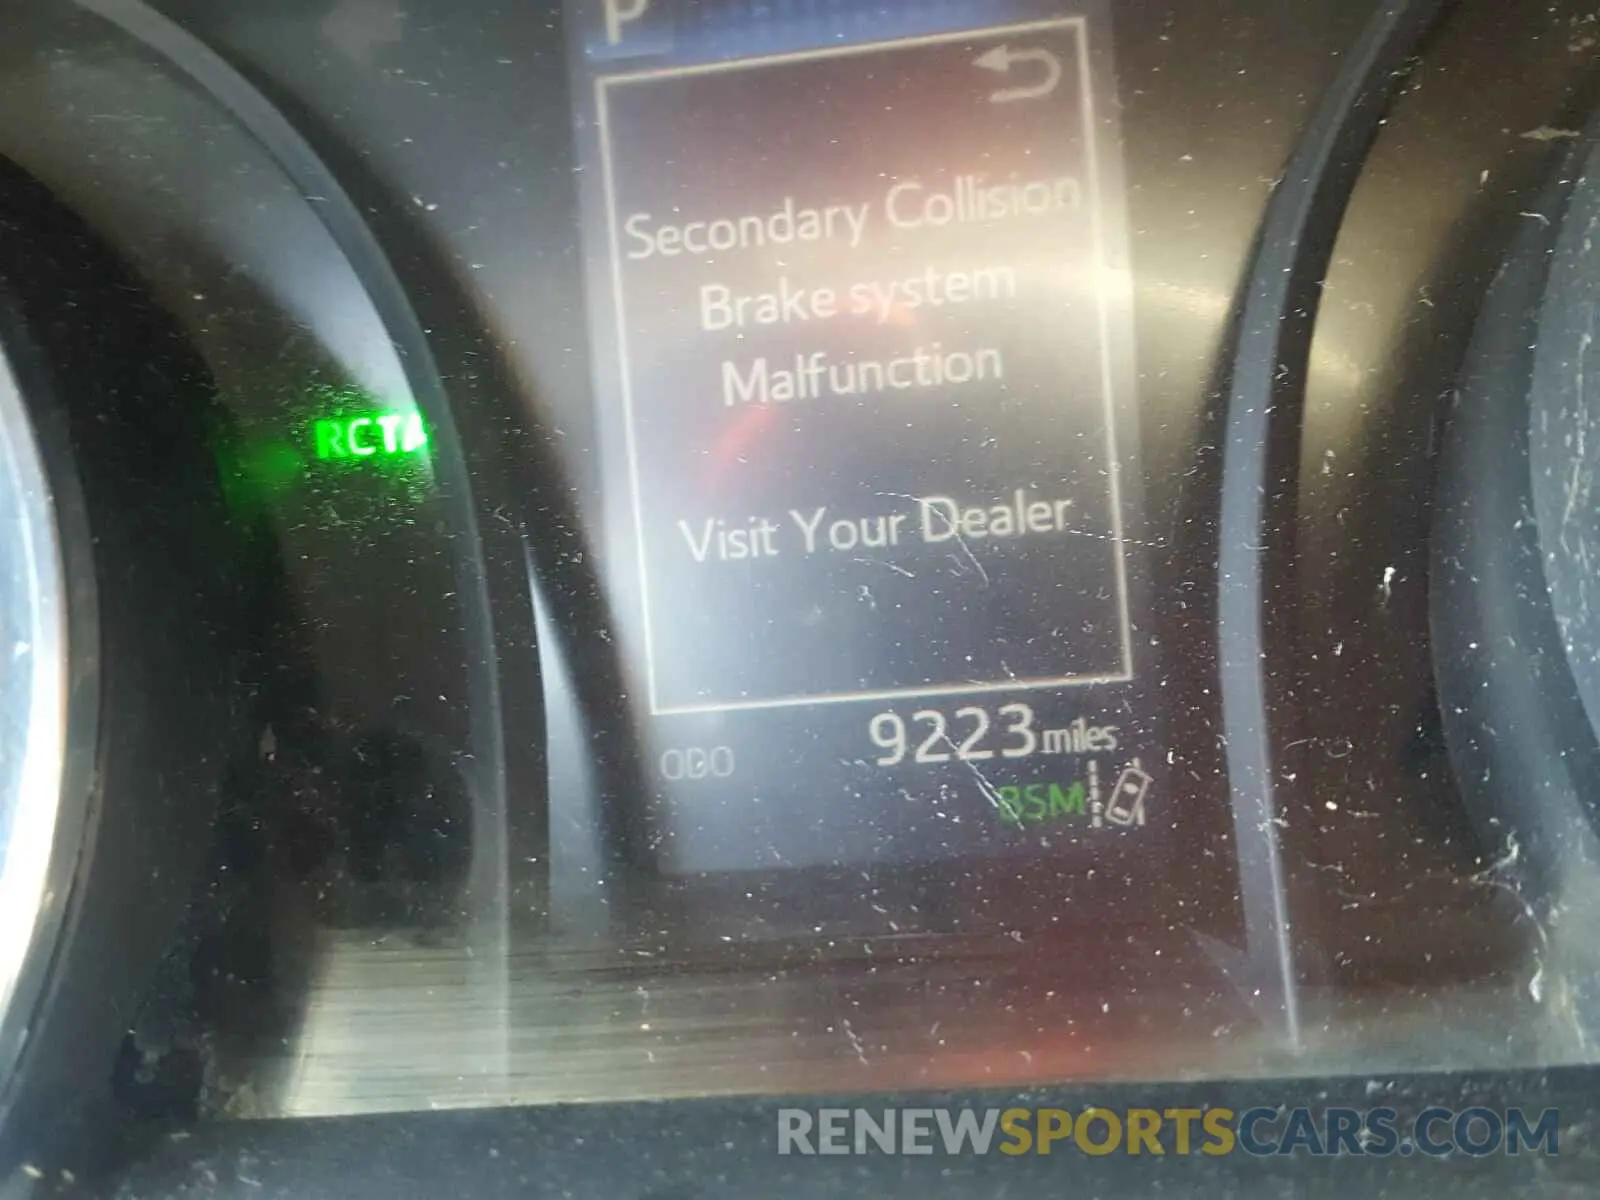 P
Secondary Collision
Brake system
Malfunction
RCTA
Visit Your Dealer
ODO 9223 miles
BSM
RENEWSPORTSCARS.COM